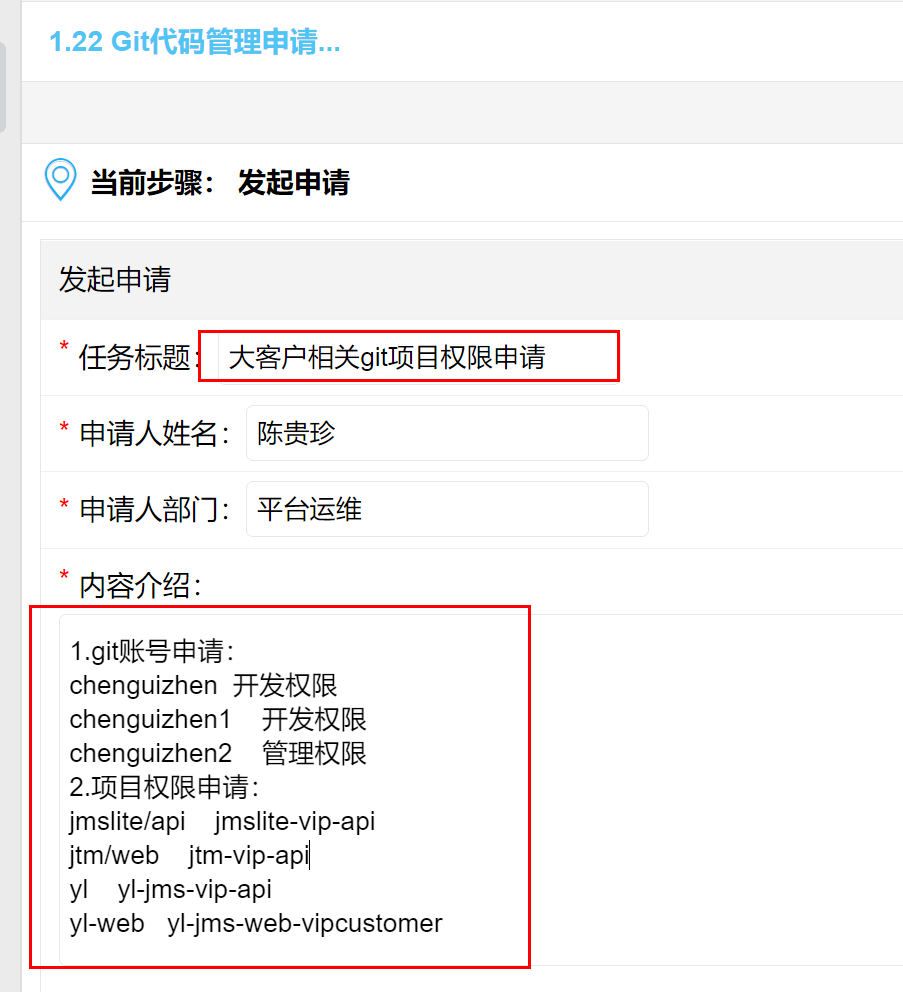 1.22 Git代码管理申请...
当前步骤： 发起申请
发起申请
* 任务标题： 大客户相关git项目权限申请
* 申请人姓名： 陈贵珍
* 申请人部门： 平台运维
* 内容介绍：
1.git账号申请：
chenguizhen 开发权限
chenguizhen1 开发权限
chenguizhen2 管理权限
2.项目权限申请：
jmslite/api jmslite-vip-api
jtm/web jtm-vip-api
yl yl-jms-vip-api
yl-web yl-jms-web-vipcustomer